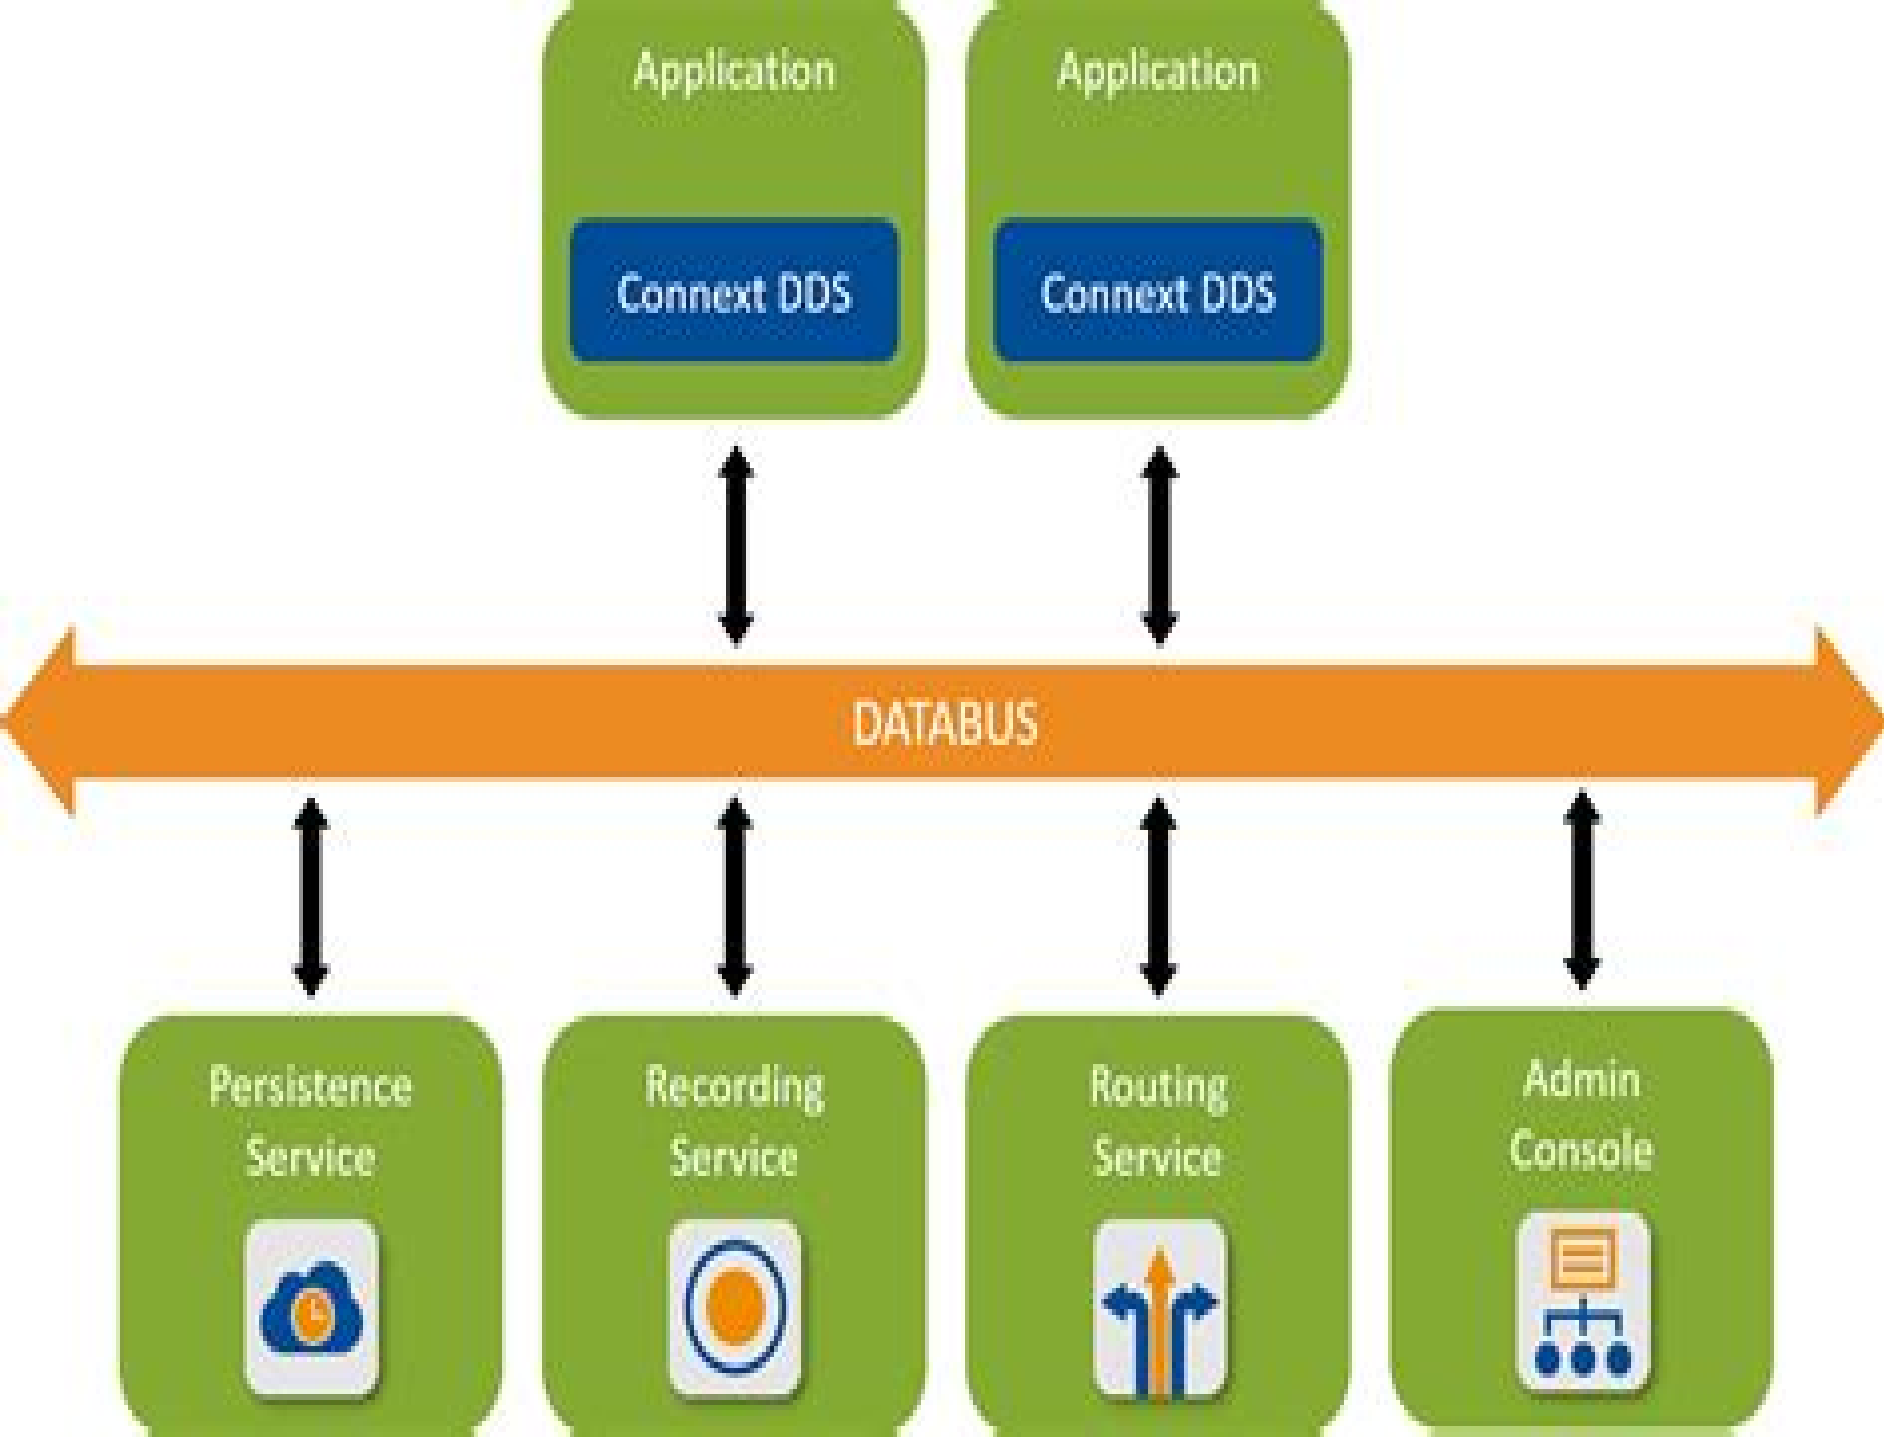 Application
Application
Connext DDS
Connext DDS
DATABUS
Persistence
Service
Recording
Service
Routing
Service
Admin
Console